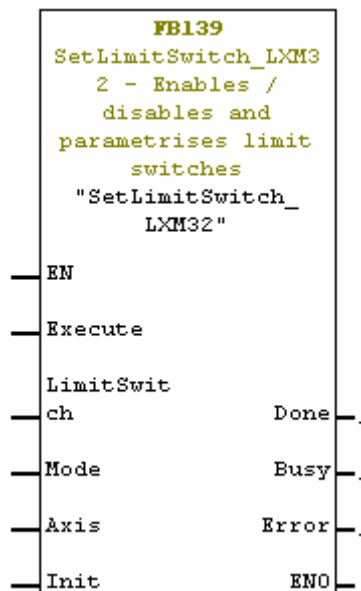 FB139
SetLimitSwitch_LXM3
2 - Enables /
disables and
parametrises limit
switches
"SetLimitSwitch_
LXM32"
EN
Execute
LimitSwit
ch Done
Mode Busy
Axis Error
Init ENO